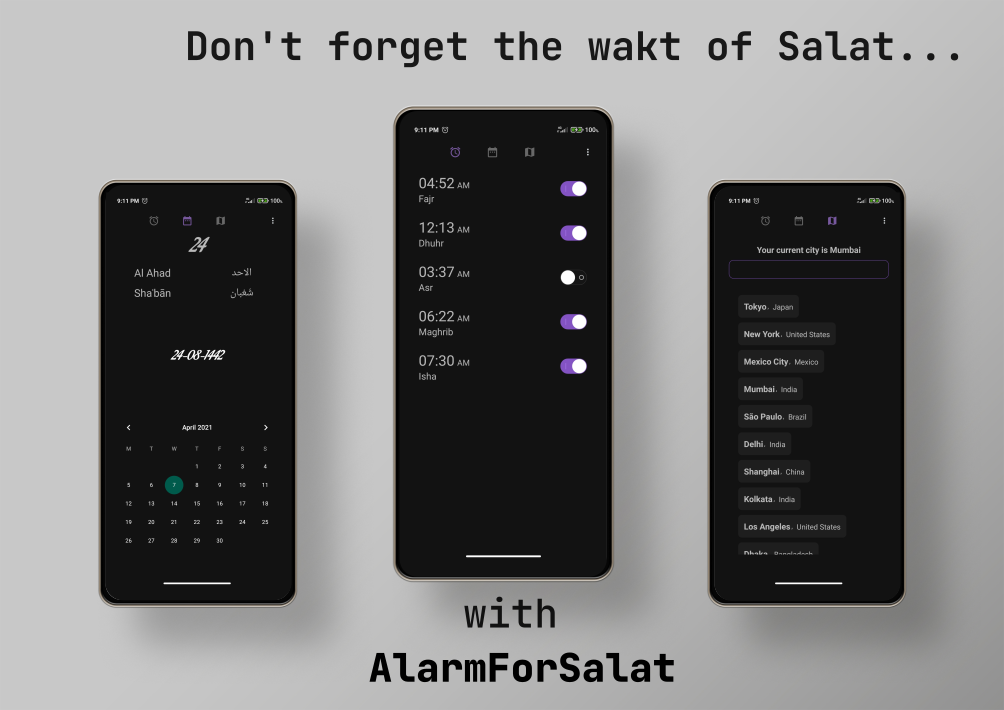 Don't forget the wakt of Salat...
9:11 PM
100%
24
Al Ahad الاحد
Sha'bān شَعْبان
24-08-1442
April 2021
M T W T F S S
1 2 3 4
5 6 7 8 9 10 11
12 13 14 15 16 17 18
19 20 21 22 23 24 25
26 27 28 29 30
9:11 PM
100%
04:52 AM
Fajr
12:13 AM
Dhuhr
03:37 AM
Asr
06:22 AM
Maghrib
07:30 AM
Isha
9:11 PM
100%
Your current city is Mumbai
Tokyo, Japan
New York, United States
Mexico City, Mexico
Mumbai, India
São Paulo, Brazil
Delhi, India
Shanghai, China
Kolkata, India
Los Angeles, United States
Dhaka, Bangladesh
with
AlarmForSalat